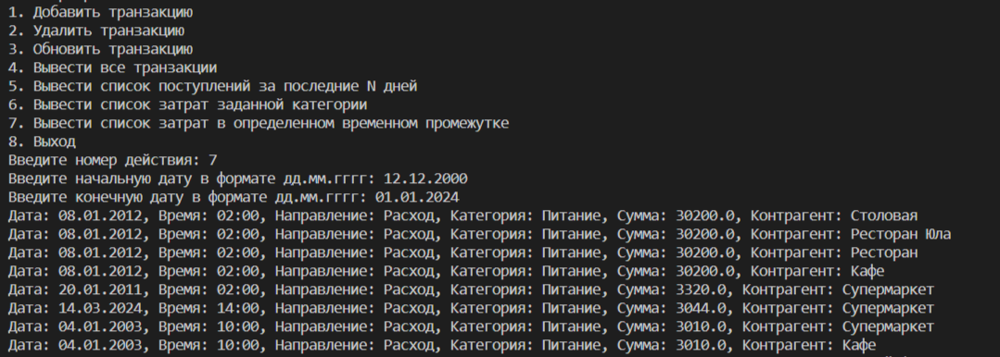 1. Добавить транзакцию
2. Удалить транзакцию
3. Обновить транзакцию
4. Вывести все транзакции
5. Вывести список поступлений за последние N дней
6. Вывести список затрат заданной категории
7. Вывести список затрат в определенном временном промежутке
8. Выход
Введите номер действия: 7
Введите начальную дату в формате дд.мм.гггг: 12.12.2000
Введите конечную дату в формате дд.мм.гггг: 01.01.2024
Дата: 08.01.2012, Время: 02:00, Направление: Расход, Категория: Питание, Сумма: 30200.0, Контрагент: Столовая
Дата: 08.01.2012, Время: 02:00, Направление: Расход, Категория: Питание, Сумма: 30200.0, Контрагент: Ресторан Юла
Дата: 08.01.2012, Время: 02:00, Направление: Расход, Категория: Питание, Сумма: 30200.0, Контрагент: Ресторан
Дата: 08.01.2012, Время: 02:00, Направление: Расход, Категория: Питание, Сумма: 30200.0, Контрагент: Кафе
Дата: 20.01.2011, Время: 02:00, Направление: Расход, Категория: Питание, Сумма: 3320.0, Контрагент: Супермаркет
Дата: 14.03.2024, Время: 14:00, Направление: Расход, Категория: Питание, Сумма: 3044.0, Контрагент: Супермаркет
Дата: 04.01.2003, Время: 10:00, Направление: Расход, Категория: Питание, Сумма: 3010.0, Контрагент: Супермаркет
Дата: 04.01.2003, Время: 10:00, Направление: Расход, Категория: Питание, Сумма: 3010.0, Контрагент: Кафе